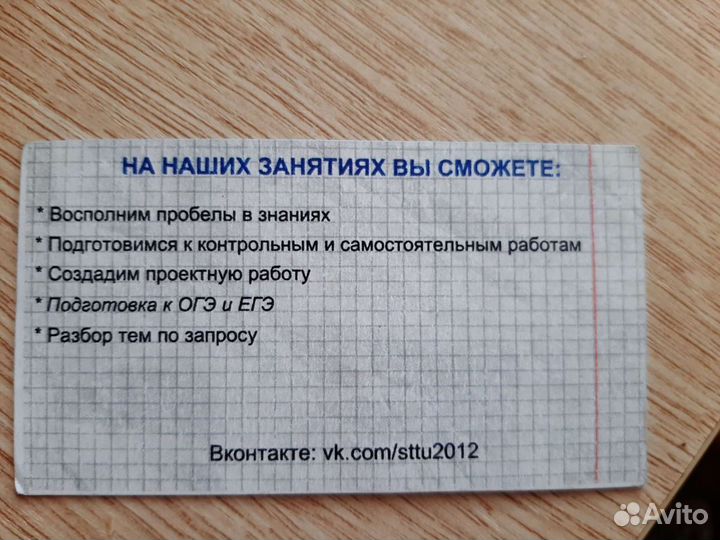 НА НАШИХ ЗАНЯТИЯХ ВЫ СМОЖЕТЕ:
* Восполним пробелы в знаниях
* Подготовимся к контрольным и самостоятельным работам
* Создадим проектную работу
* Подготовка к ОГЭ и ЕГЭ
* Разбор тем по запросу
Вконтакте: vk.com/sttu2012
Avito